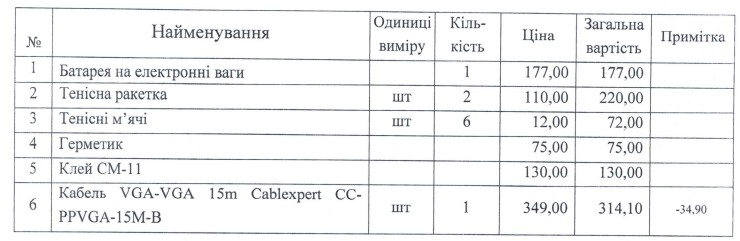 № Найменування Одиниці виміру Кіль-кість Ціна Загальна вартість Примітка
1 Батарея на електронні ваги 1 177,00 177,00
2 Тенісна ракетка шт 2 110,00 220,00
3 Тенісні м'ячі шт 6 12,00 72,00
4 Герметик 75,00 75,00
5 Клей СМ-11 130,00 130,00
6 Кабель VGA-VGA 15m Cablexpert CC-
PPVGA-15M-B шт 1 349,00 314,10 -34,90